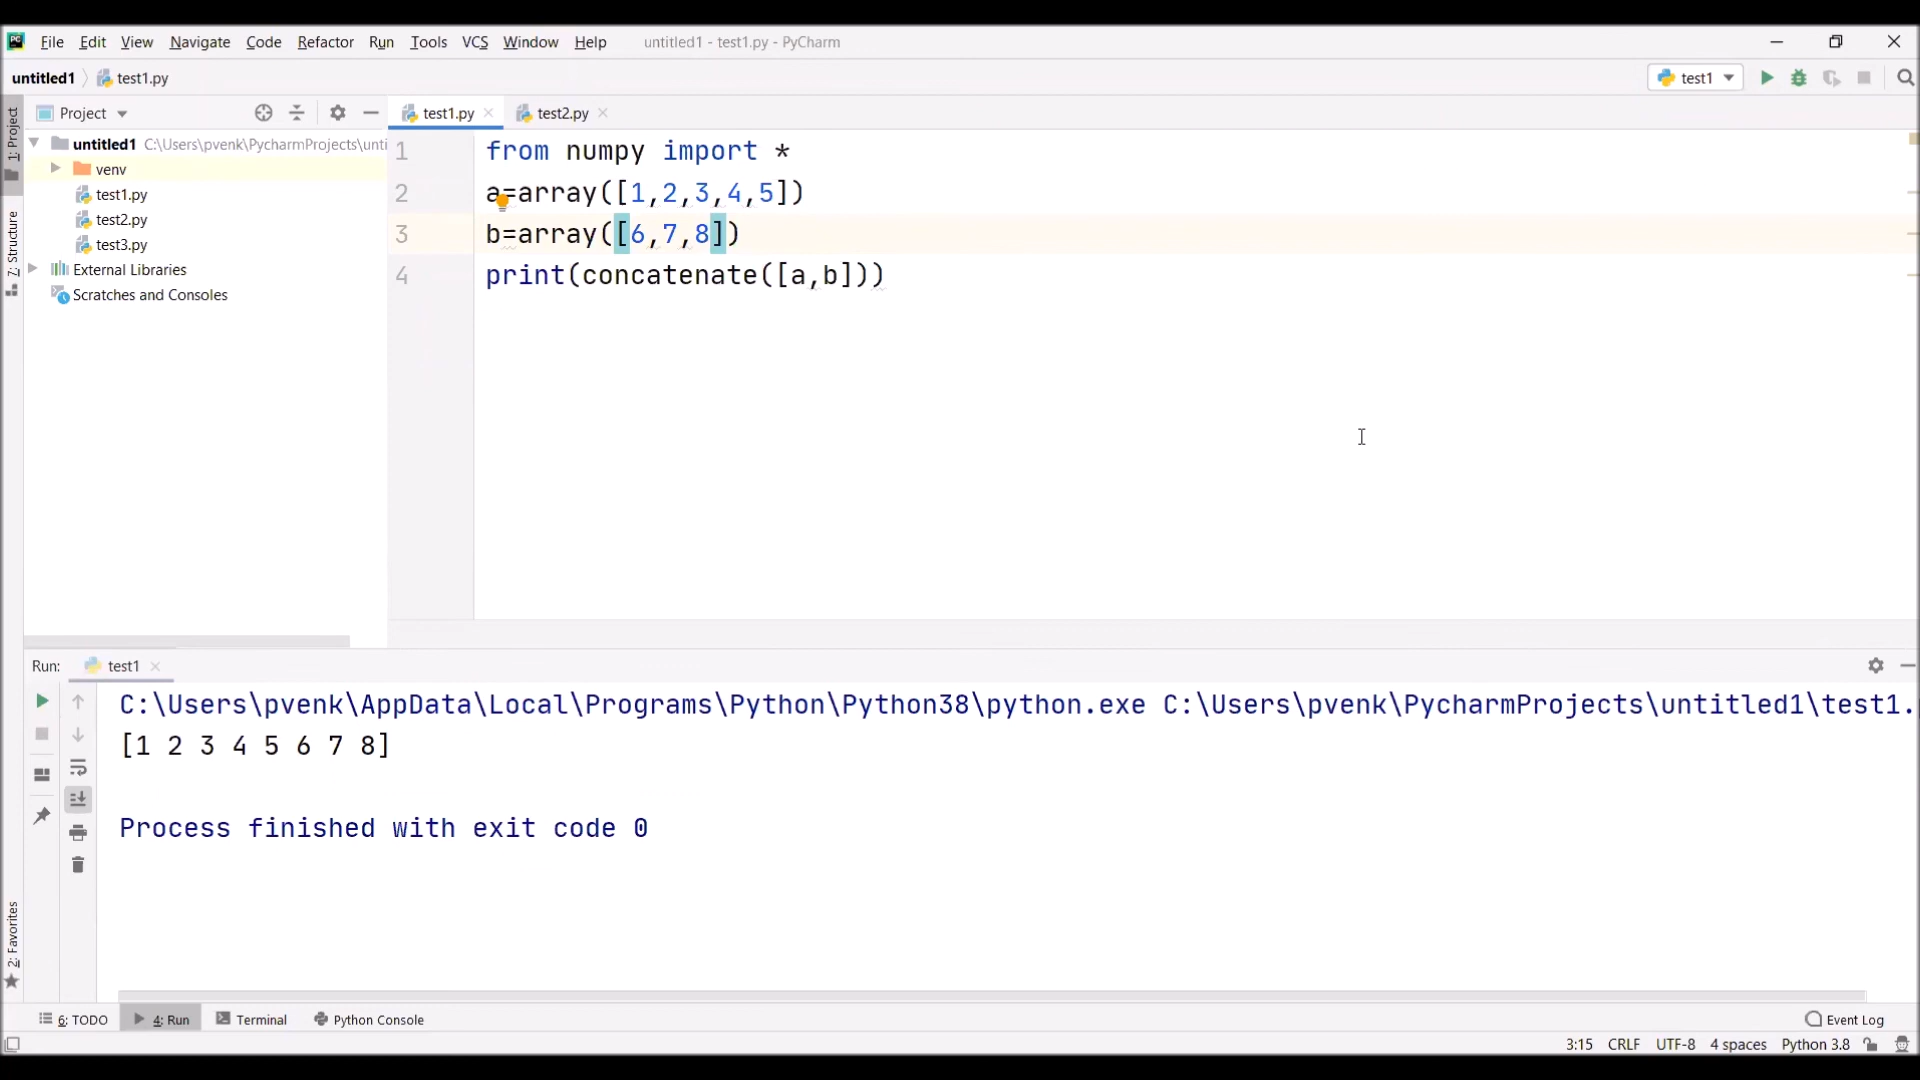 File Edit View Navigate Code Refactor Run Tools VCS Window Help untitled1 - test1.py - PyCharm
untitled1 test1.py
test1
Project
test1.py test2.py
1: Project
7: Structure
2: Favorites
untitled1 C:\Users\pvenk\PycharmProjects\unti
venv
test1.py
test2.py
test3.py
External Libraries
Scratches and Consoles
1 from numpy import *
2 a=array([1,2,3,4,5])
3 b=array([6,7,8])
4 print(concatenate([a,b]))
Run: test1
C:\Users\pvenk\AppData\Local\Programs\Python\Python38\python.exe C:\Users\pvenk\PycharmProjects\untitled1\test1.
[1 2 3 4 5 6 7 8]
Process finished with exit code 0
6: TODO 4: Run Terminal Python Console Event Log
3:15 CRLF UTF-8 4 spaces Python 3.8